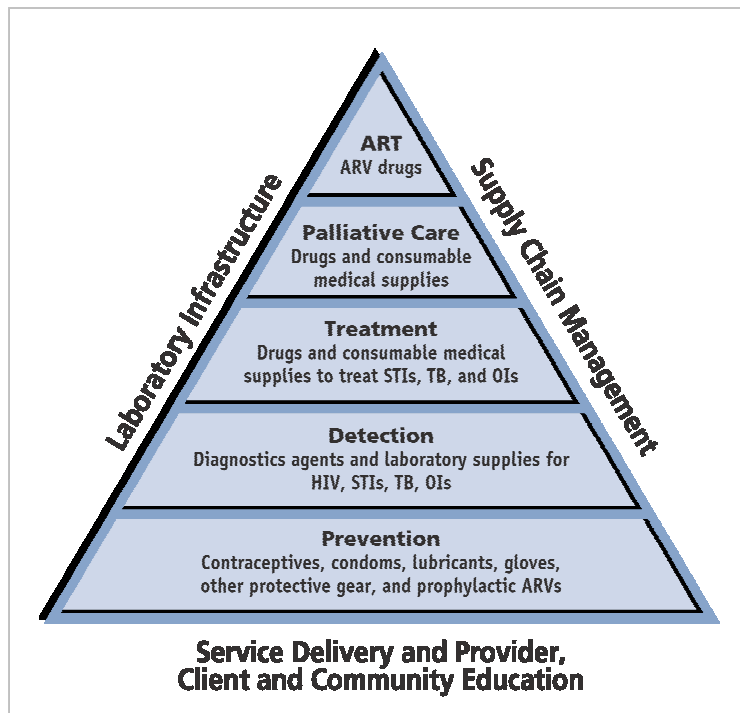 ART
ARV drugs
Palliative Care
Drugs and consumable
medical supplies
Treatment
Drugs and consumable medical
supplies to treat STIs, TB, and OIs
Detection
Diagnostics agents and laboratory supplies for
HIV, STIs, TB, OIs
Prevention
Contraceptives, condoms, lubricants, gloves,
other protective gear, and prophylactic ARVs
Laboratory Infrastructure
Supply Chain Management
Service Delivery and Provider,
Client and Community Education